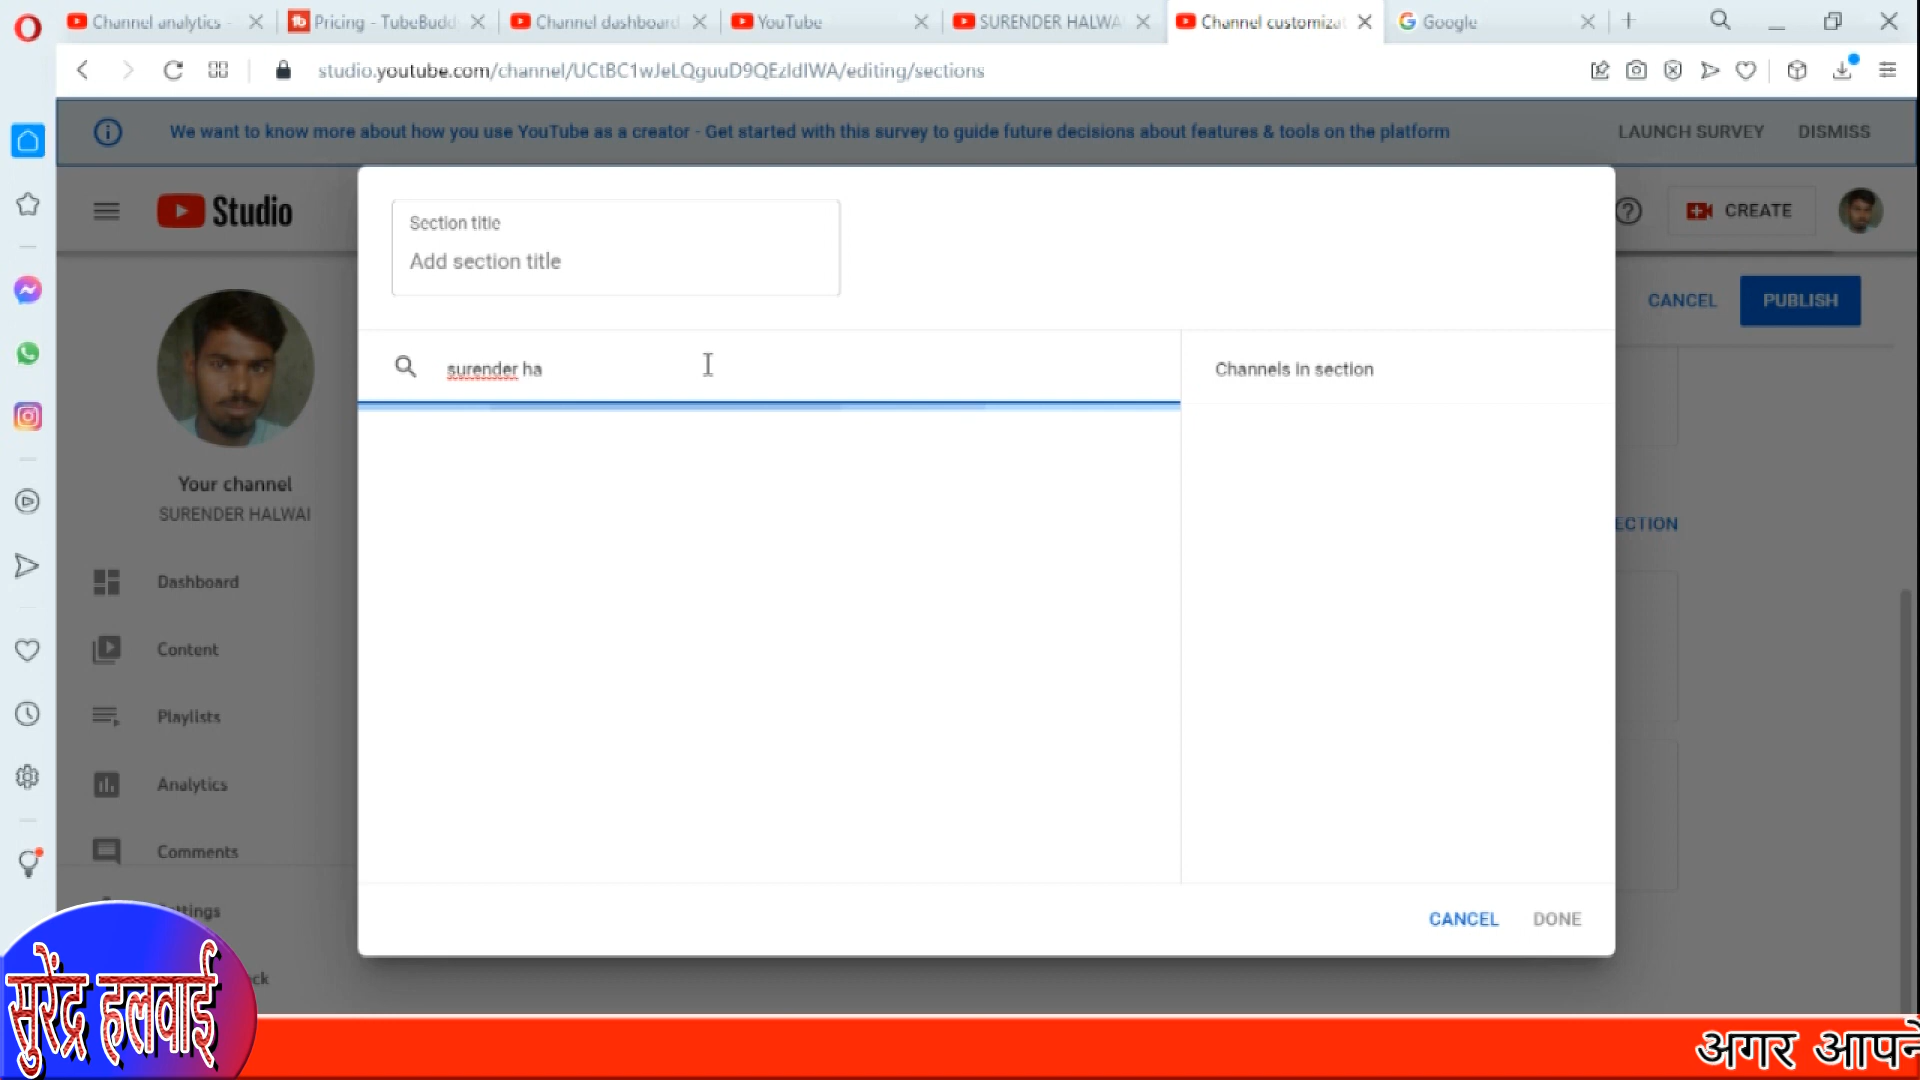 Channel analytics -
Pricing - TubeBudd
Channel dashboard
YouTube
SURENDER HALWA
Channel customizat
Google
studio.youtube.com/channel/UCtBC1wJeLQguuD9QEzldIWA/editing/sections
We want to know more about how you use YouTube as a creator - Get started with this survey to guide future decisions about features & tools on the platform
LAUNCH SURVEY
DISMISS
Studio
CREATE
Section title
Add section title
CANCEL
PUBLISH
surender ha
Channels in section
Your channel
SURENDER HALWAI
ECTION
Dashboard
Content
Playlists
Analytics
Comments
ttings
CANCEL
DONE
ck
सुरेंद्र हलवाई
अगर आपने